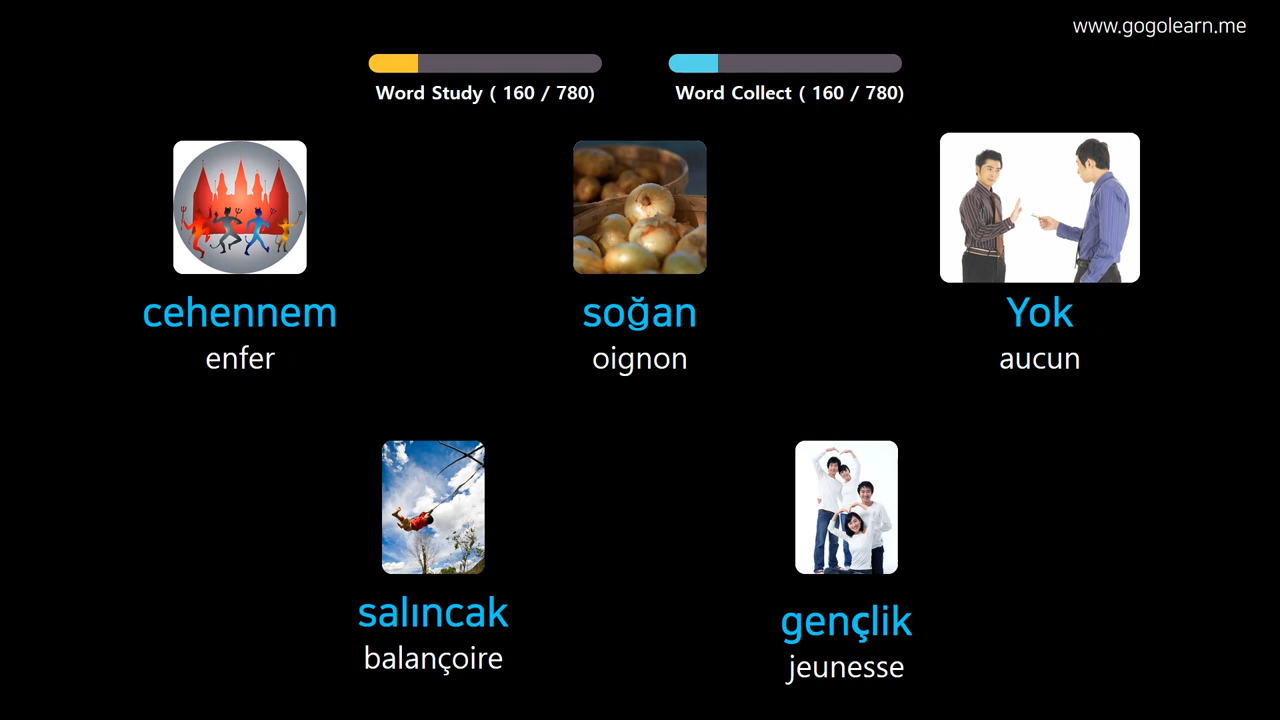 www.gogolearn.me
Word Study ( 160 / 780)
Word Collect ( 160 / 780)
cehennem
enfer
soğan
oignon
Yok
aucun
salıncak
balançoire
gençlik
jeunesse